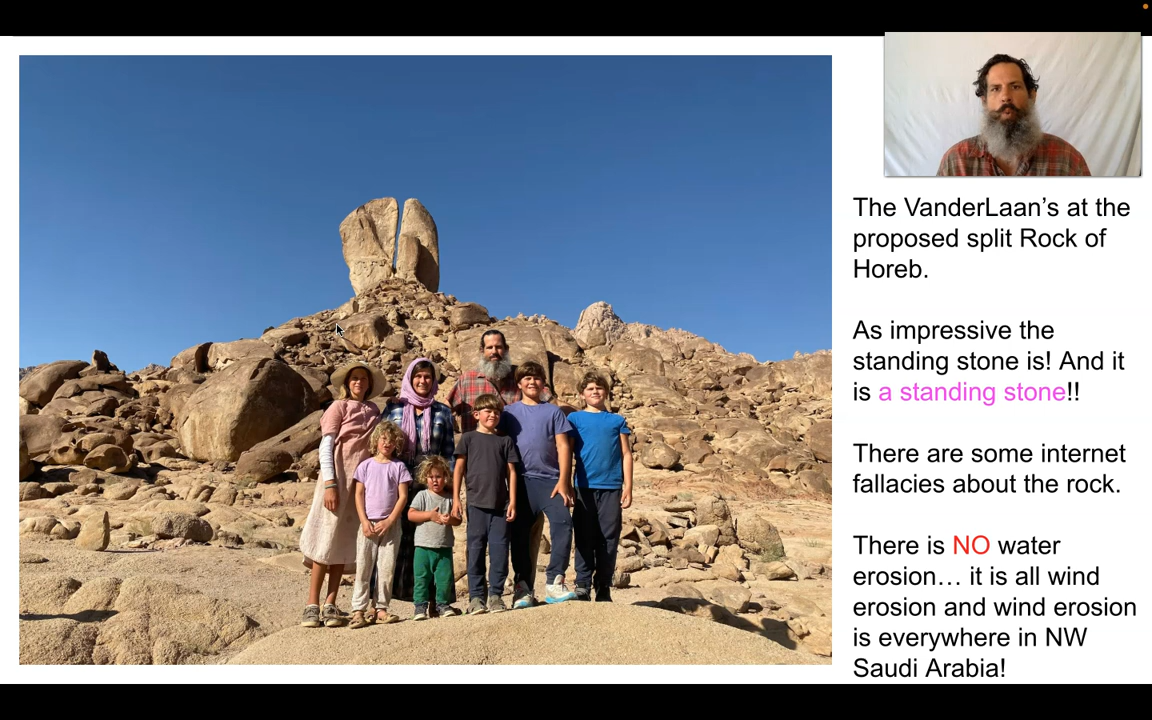 The VanderLaan’s at the
proposed split Rock of
Horeb.
As impressive the
standing stone is! And it
is a standing stone!!
There are some internet
fallacies about the rock.
There is NO water
erosion… it is all wind
erosion and wind erosion
is everywhere in NW
Saudi Arabia!